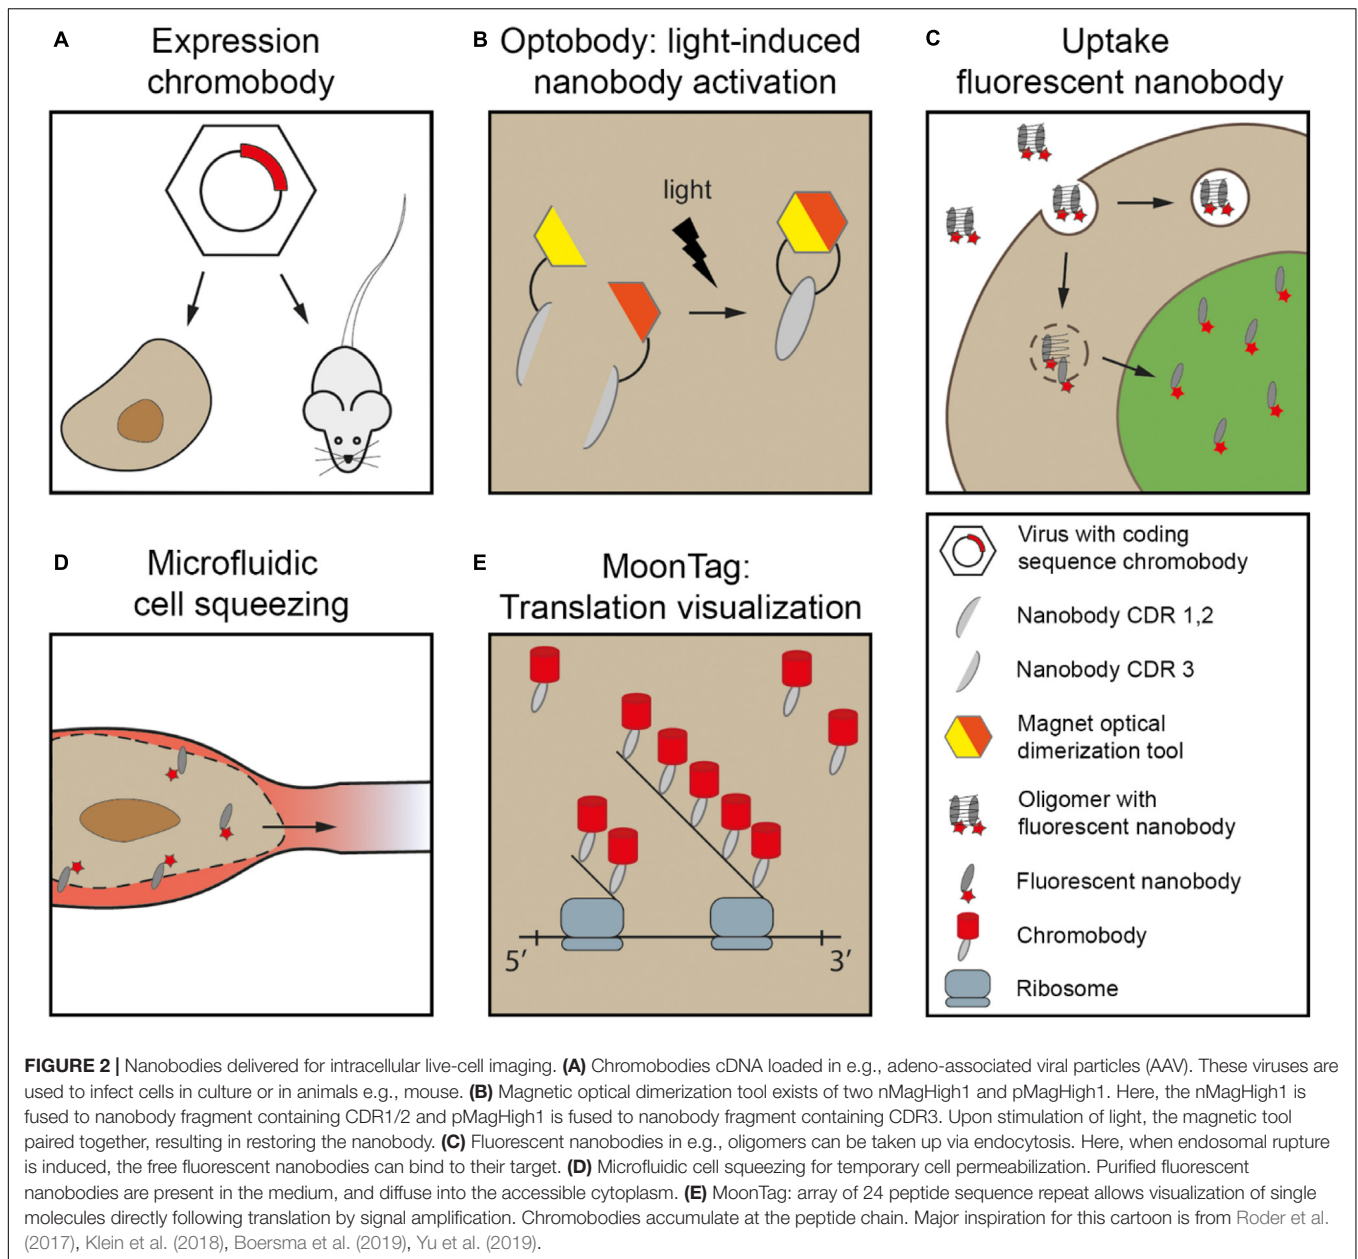 A
Expression
chromobody
B
Optobody: light-induced
nanobody activation
light
C
Uptake
fluorescent nanobody
D
Microfluidic
cell squeezing
E
MoonTag:
Translation visualization
5′
3′
Virus with coding
sequence chromobody
Nanobody CDR 1,2
Nanobody CDR 3
Magnet optical
dimerization tool
Oligomer with
fluorescent nanobody
Fluorescent nanobody
Chromobody
Ribosome
FIGURE 2 | Nanobodies delivered for intracellular live-cell imaging. (A) Chromobodies cDNA loaded in e.g., adeno-associated viral particles (AAV). These viruses are
used to infect cells in culture or in animals e.g., mouse. (B) Magnetic optical dimerization tool exists of two nMagHigh1 and pMagHigh1. Here, the nMagHigh1 is
fused to nanobody fragment containing CDR1/2 and pMagHigh1 is fused to nanobody fragment containing CDR3. Upon stimulation of light, the magnetic tool
paired together, resulting in restoring the nanobody. (C) Fluorescent nanobodies in e.g., oligomers can be taken up via endocytosis. Here, when endosomal rupture
is induced, the free fluorescent nanobodies can bind to their target. (D) Microfluidic cell squeezing for temporary cell permeabilization. Purified fluorescent
nanobodies are present in the medium, and diffuse into the accessible cytoplasm. (E) MoonTag: array of 24 peptide sequence repeat allows visualization of single
molecules directly following translation by signal amplification. Chromobodies accumulate at the peptide chain. Major inspiration for this cartoon is from Roder et al.
(2017), Klein et al. (2018), Boersma et al. (2019), Yu et al. (2019).